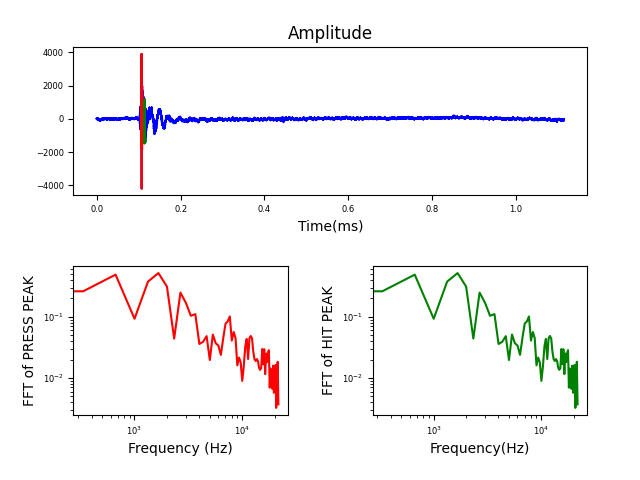 Amplitude
4000
2000
0
−2000
−4000
0.0 0.2 0.4 0.6 0.8 1.0
Time(ms)
FFT of PRESS PEAK
10⁻¹
10⁻²
10³ 10⁴
Frequency (Hz)
FFT of HIT PEAK
10⁻¹
10⁻²
10³ 10⁴
Frequency(Hz)